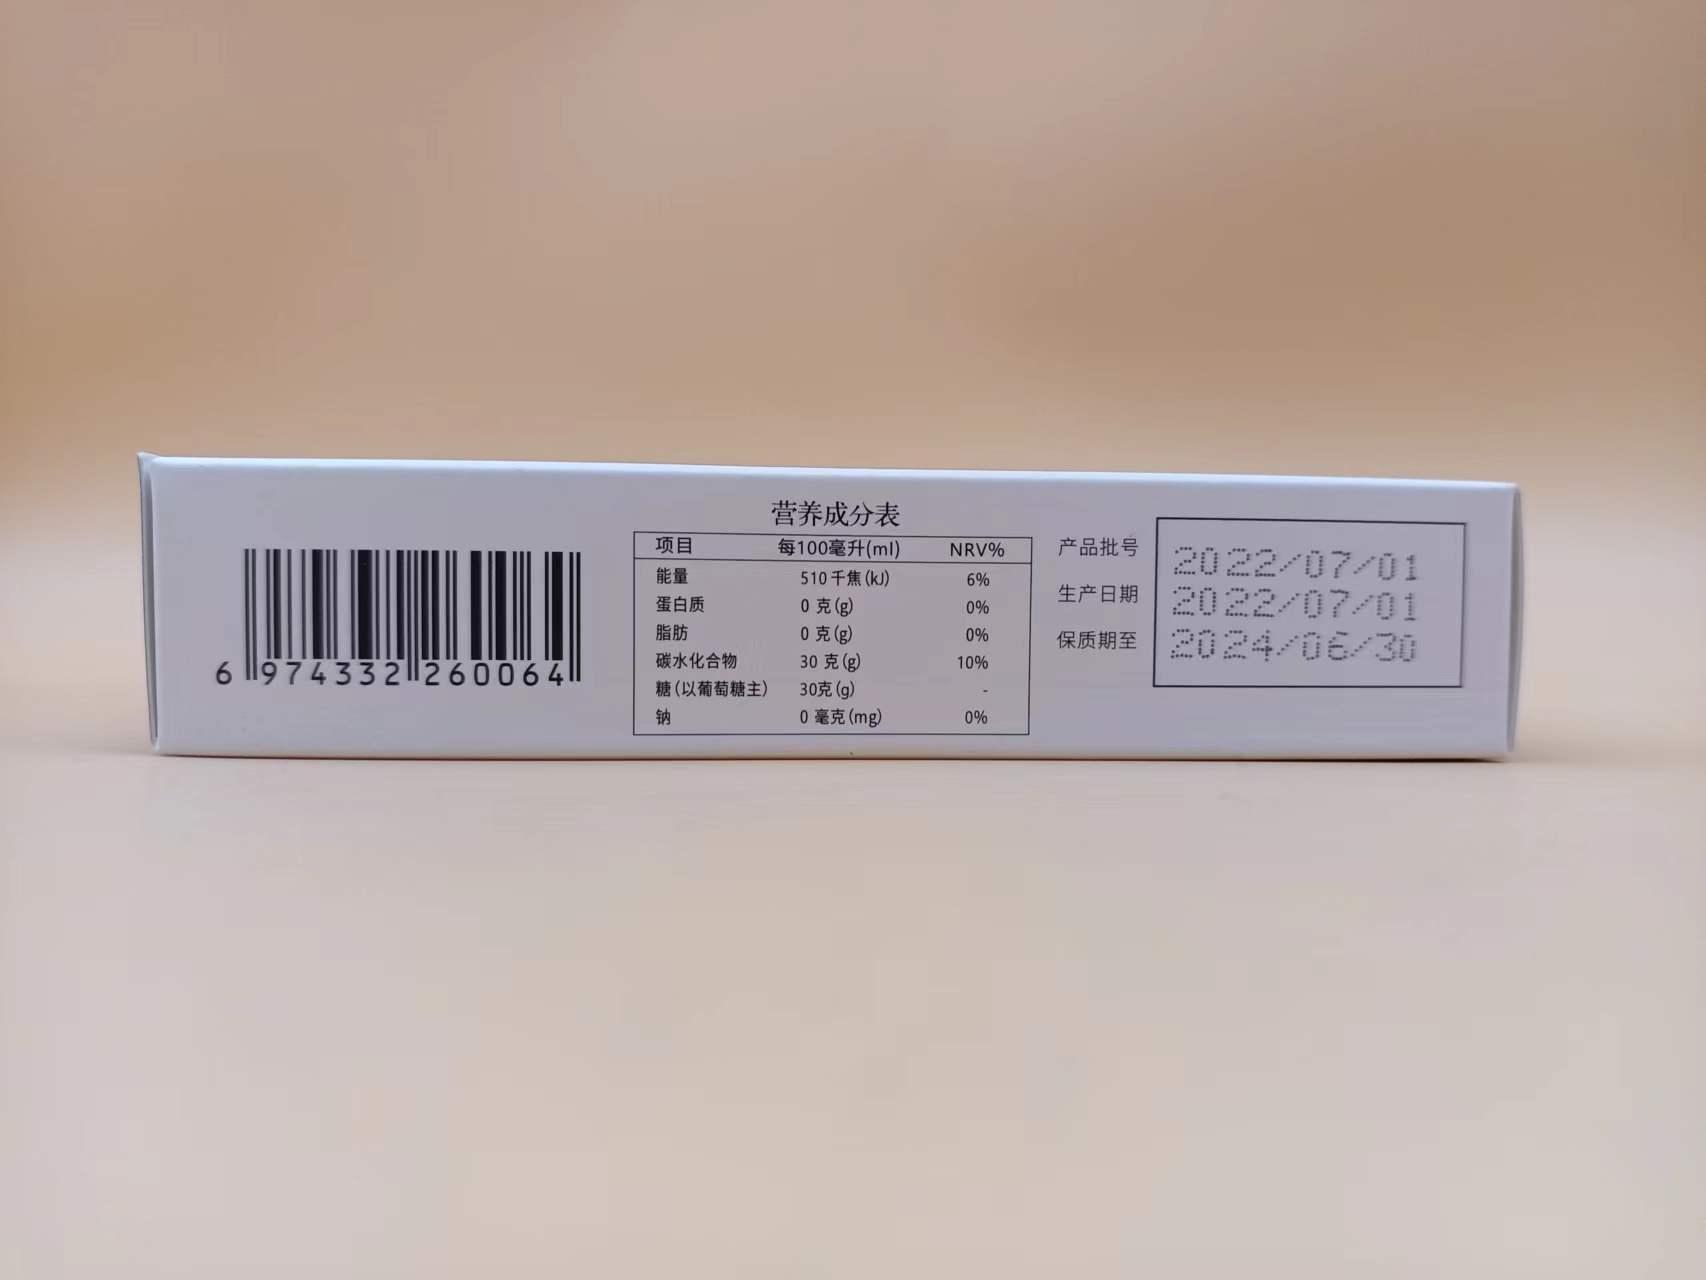 6 974332 260064
营养成分表
项目 每100毫升(ml) NRV%
能量 510千焦(kJ) 6%
蛋白质 0 克(g) 0%
脂肪 0 克(g) 0%
碳水化合物 30 克(g) 10%
糖(以葡萄糖主) 30克(g) -
钠 0 毫克(mg) 0%
产品批号 2022/07/01
生产日期 2022/07/01
保质期至 2024/06/30